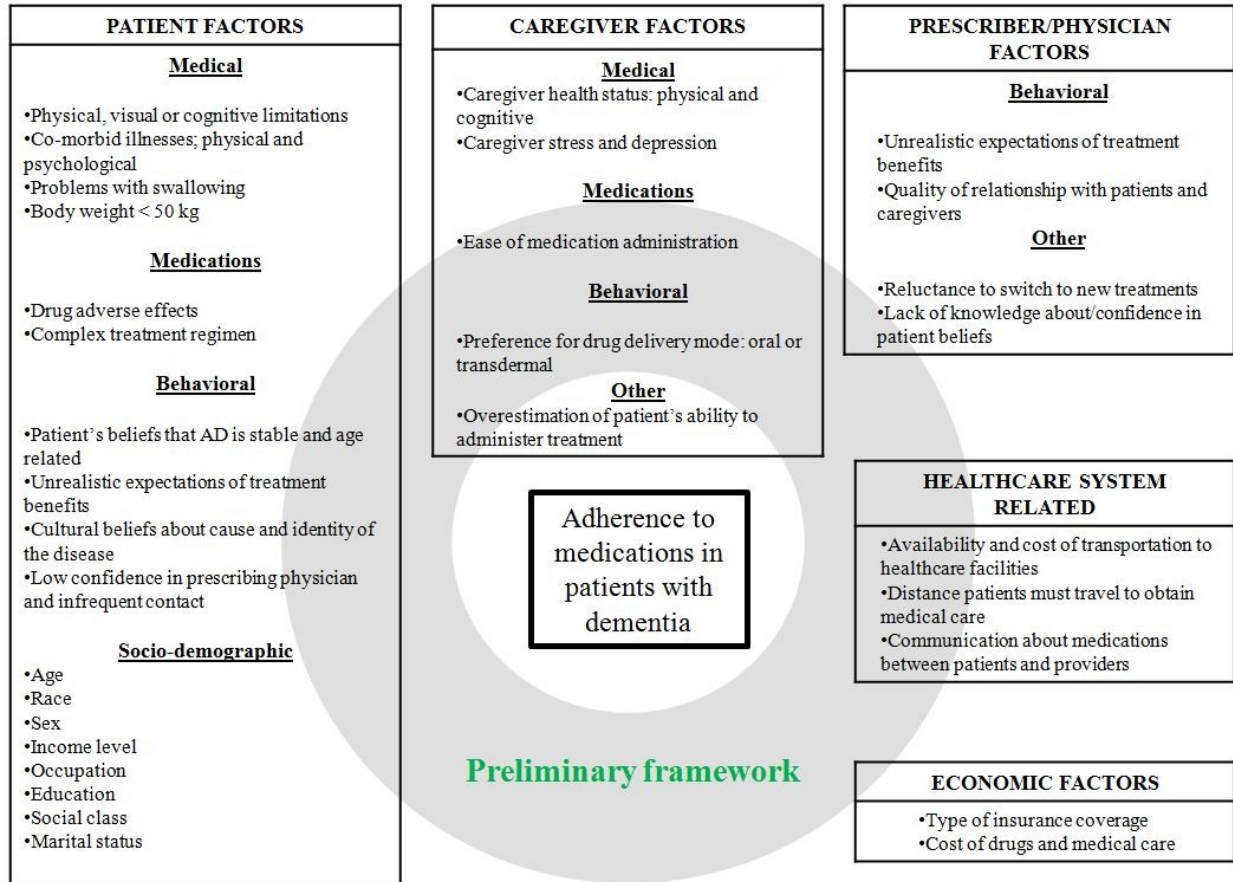 PATIENT FACTORS
Medical
•Physical, visual or cognitive limitations
•Co-morbid illnesses; physical and
psychological
•Problems with swallowing
•Body weight < 50 kg
Medications
•Drug adverse effects
•Complex treatment regimen
Behavioral
•Patient’s beliefs that AD is stable and age
related
•Unrealistic expectations of treatment
benefits
•Cultural beliefs about cause and identity of
the disease
•Low confidence in prescribing physician
and infrequent contact
Socio-demographic
•Age
•Race
•Sex
•Income level
•Occupation
•Education
•Social class
•Marital status
CAREGIVER FACTORS
Medical
•Caregiver health status: physical and
cognitive
•Caregiver stress and depression
Medications
•Ease of medication administration
Behavioral
•Preference for drug delivery mode: oral or
transdermal
Other
•Overestimation of patient’s ability to
administer treatment
Adherence to
medications in
patients with
dementia
Preliminary framework
PRESCRIBER/PHYSICIAN
FACTORS
Behavioral
•Unrealistic expectations of treatment
benefits
•Quality of relationship with patients and
caregivers
Other
•Reluctance to switch to new treatments
•Lack of knowledge about/confidence in
patient beliefs
HEALTHCARE SYSTEM
RELATED
•Availability and cost of transportation to
healthcare facilities
•Distance patients must travel to obtain
medical care
•Communication about medications
between patients and providers
ECONOMIC FACTORS
•Type of insurance coverage
•Cost of drugs and medical care